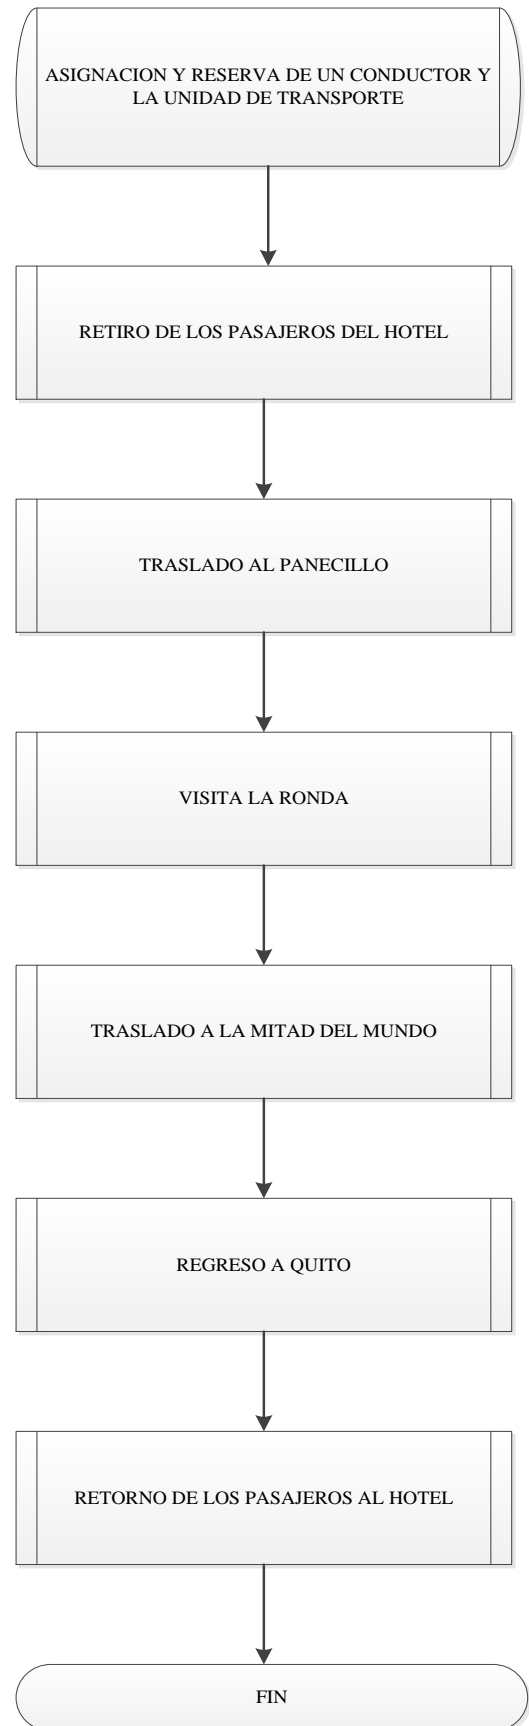 ASIGNACION Y RESERVA DE UN CONDUCTOR Y
LA UNIDAD DE TRANSPORTE
RETIRO DE LOS PASAJEROS DEL HOTEL
TRASLADO AL PANECILLO
VISITA LA RONDA
TRASLADO A LA MITAD DEL MUNDO
REGRESO A QUITO
RETORNO DE LOS PASAJEROS AL HOTEL
FIN